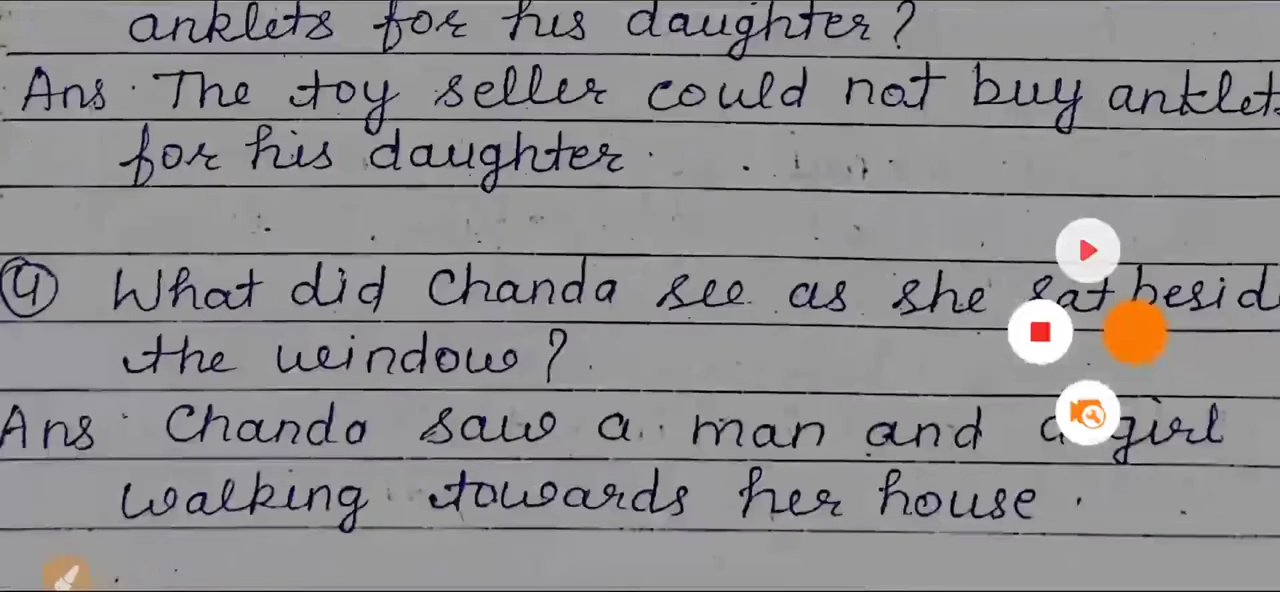 anklets for his daughter?
Ans. The toy seller could not buy anklets
for his daughter.
④ What did Chanda see as she sat besid
the window?
Ans. Chanda saw a man and a girl
walking towards her house.